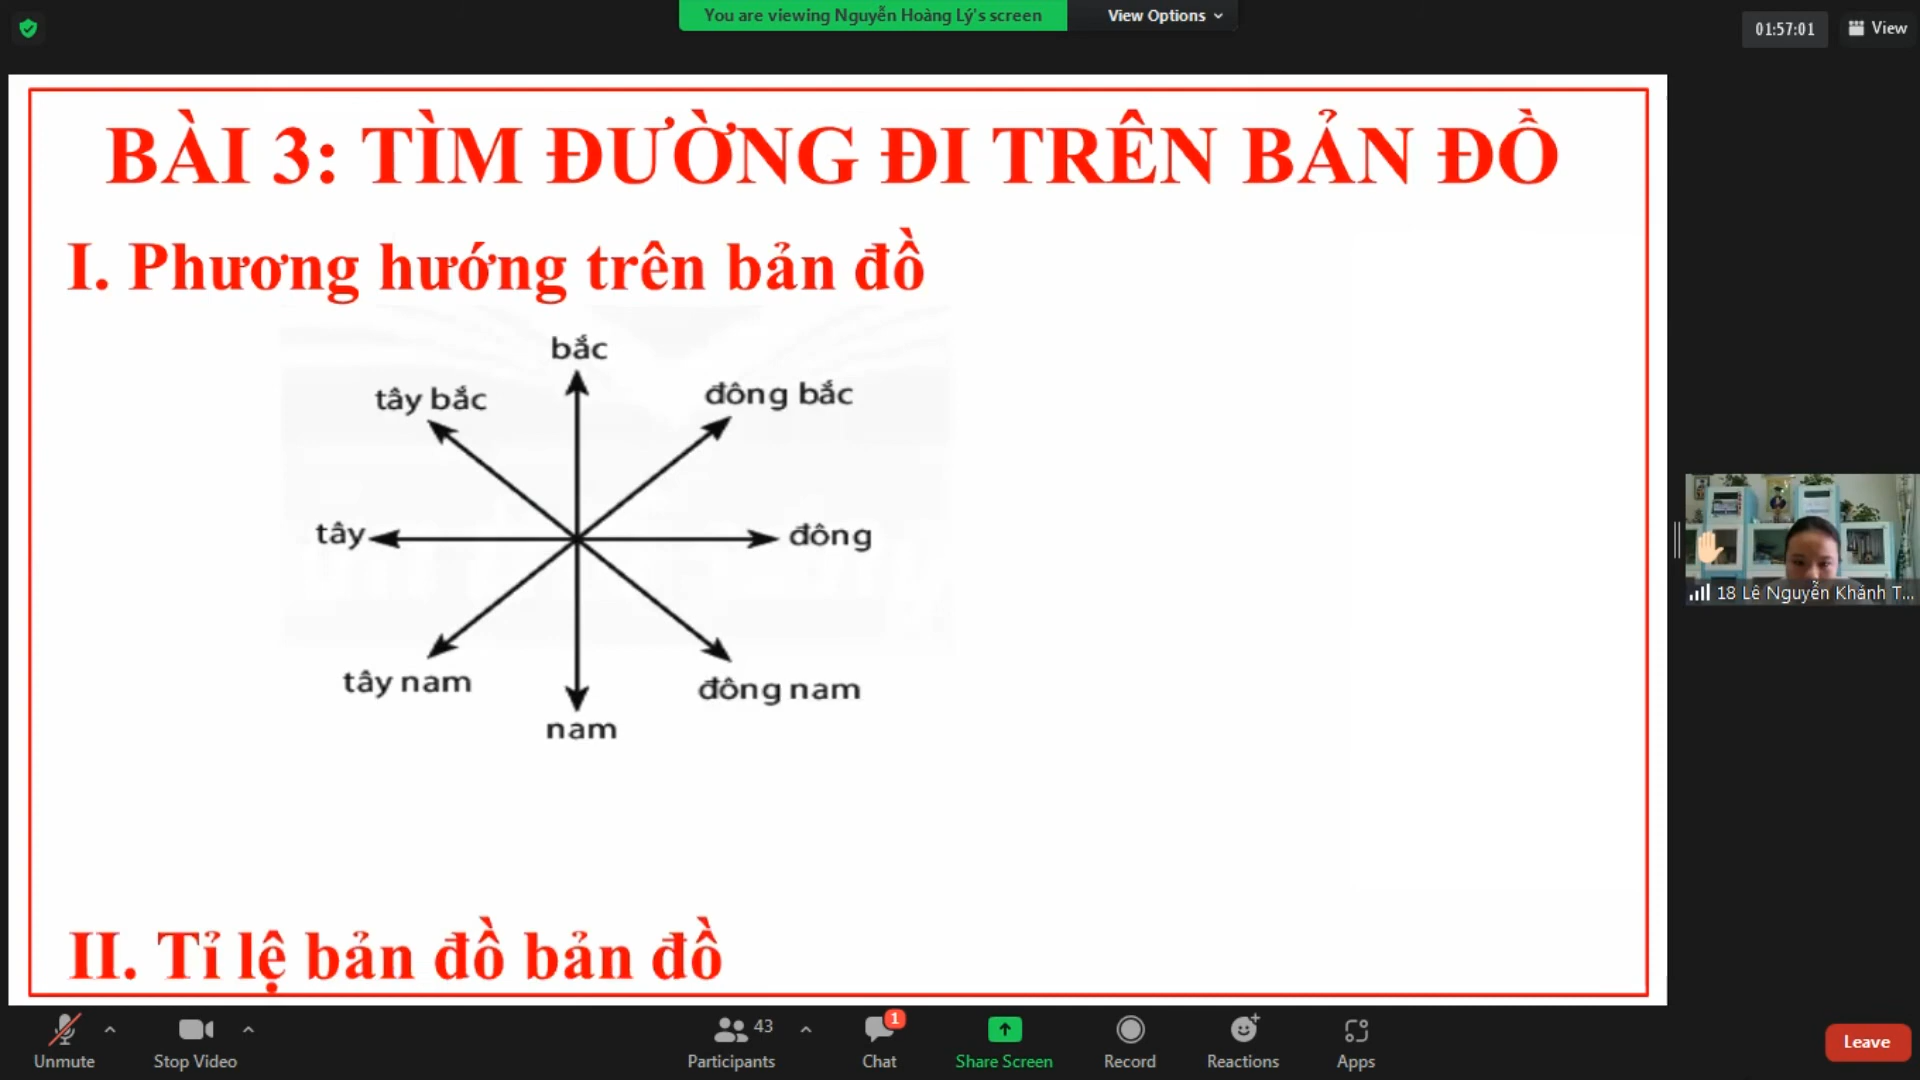 You are viewing Nguyễn Hoàng Lý's screen
View Options
01:57:01
View
BÀI 3: TÌM ĐƯỜNG ĐI TRÊN BẢN ĐỒ
I. Phương hướng trên bản đồ
bắc
tây bắc
đông bắc
tây
đông
tây nam
đông nam
nam
18 Lê Nguyễn Khánh T...
II. Tỉ lệ bản đồ bản đồ
43
1
Unmute
Stop Video
Participants
Chat
Share Screen
Record
Reactions
Apps
Leave